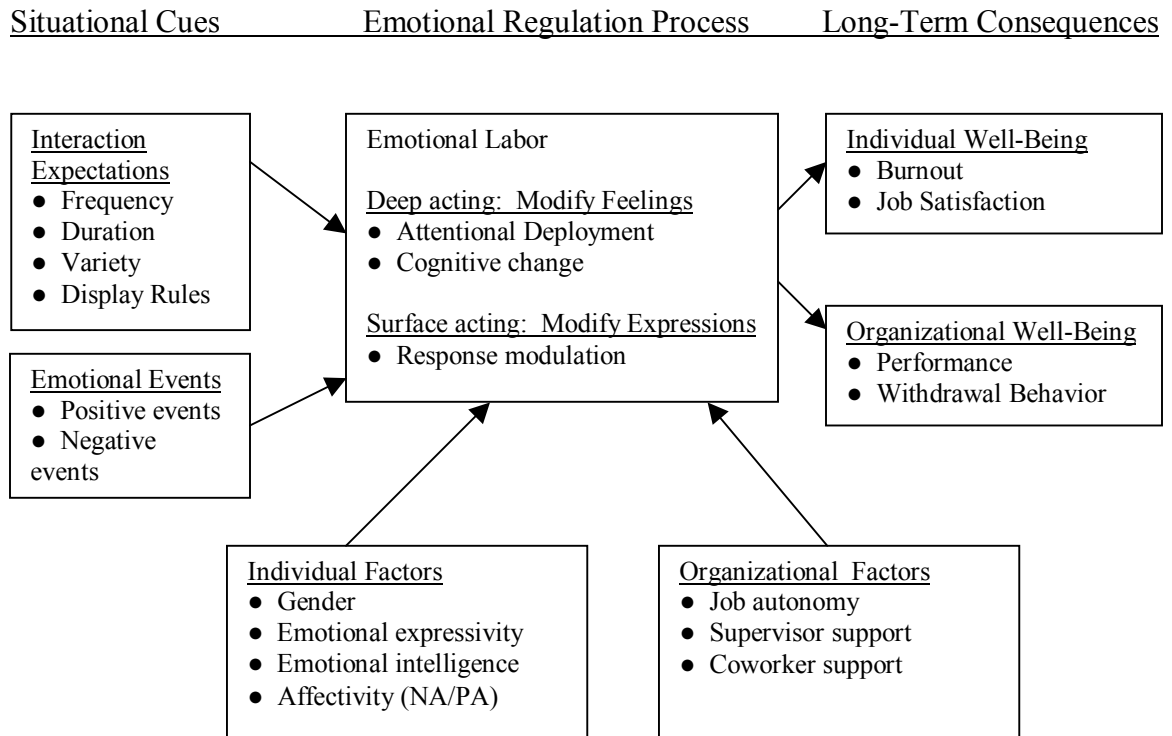 Situational Cues
Emotional Regulation Process
Long-Term Consequences
Interaction
Expectations
● Frequency
● Duration
● Variety
● Display Rules
Emotional Events
● Positive events
● Negative
events
Emotional Labor
Deep acting: Modify Feelings
● Attentional Deployment
● Cognitive change
Surface acting: Modify Expressions
● Response modulation
Individual Well-Being
● Burnout
● Job Satisfaction
Organizational Well-Being
● Performance
● Withdrawal Behavior
Individual Factors
● Gender
● Emotional expressivity
● Emotional intelligence
● Affectivity (NA/PA)
Organizational Factors
● Job autonomy
● Supervisor support
● Coworker support